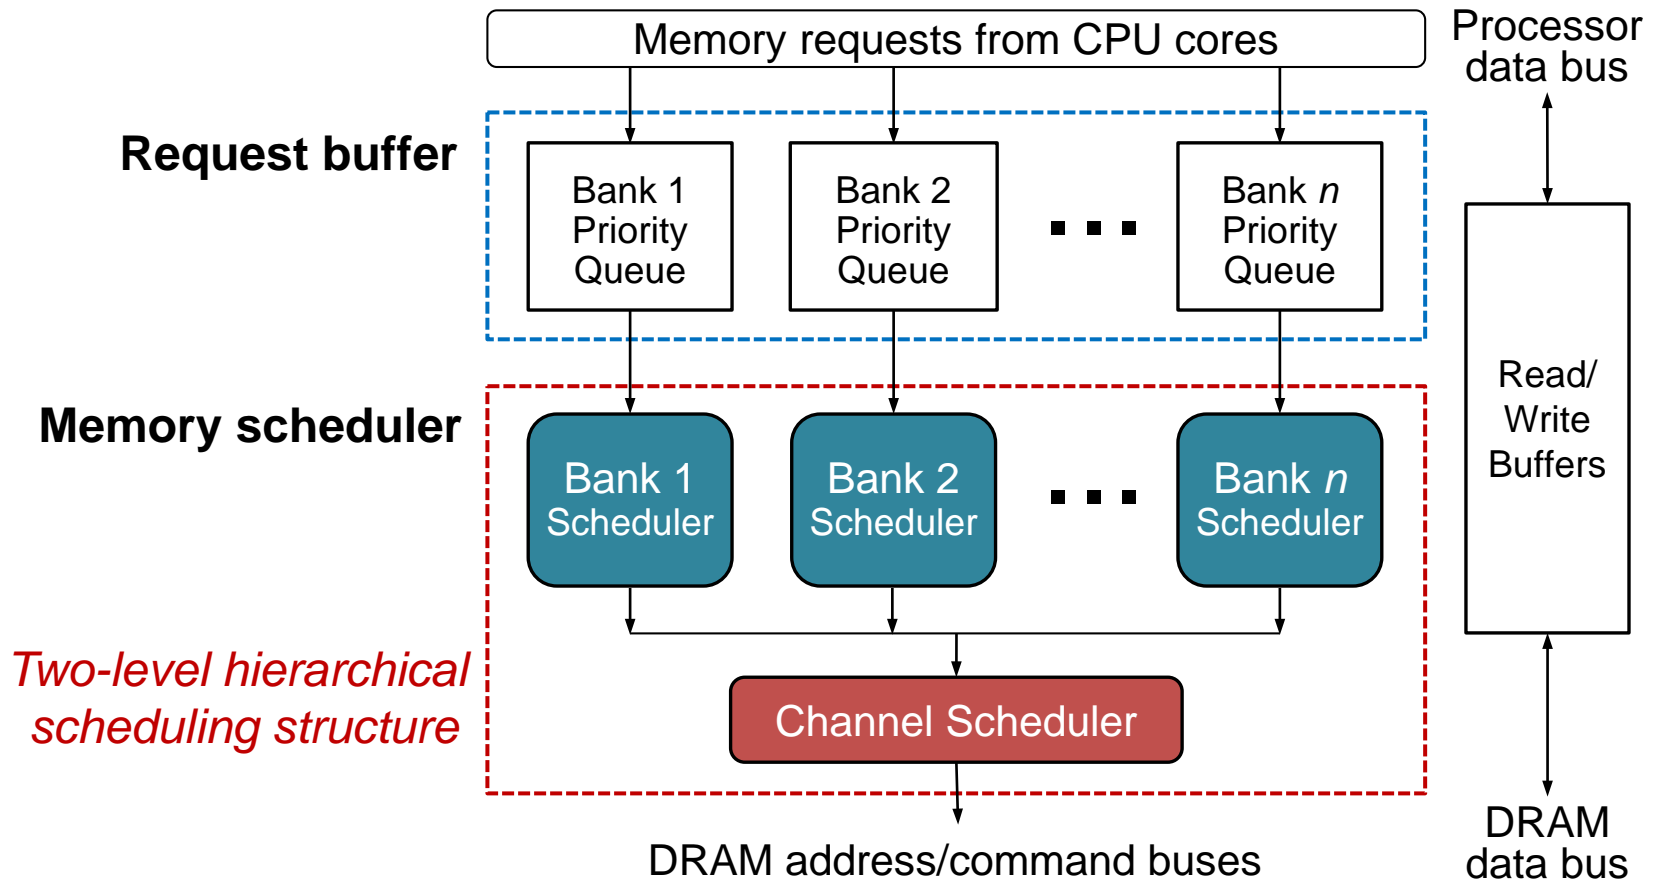 Memory requests from CPU cores
Processor
data bus
Request buffer
Bank 1
Priority
Queue
Bank 2
Priority
Queue
Bank n
Priority
Queue
Read/
Write
Buffers
Memory scheduler
Bank 1
Scheduler
Bank 2
Scheduler
Bank n
Scheduler
Two-level hierarchical
scheduling structure
Channel Scheduler
DRAM address/command buses
DRAM
data bus